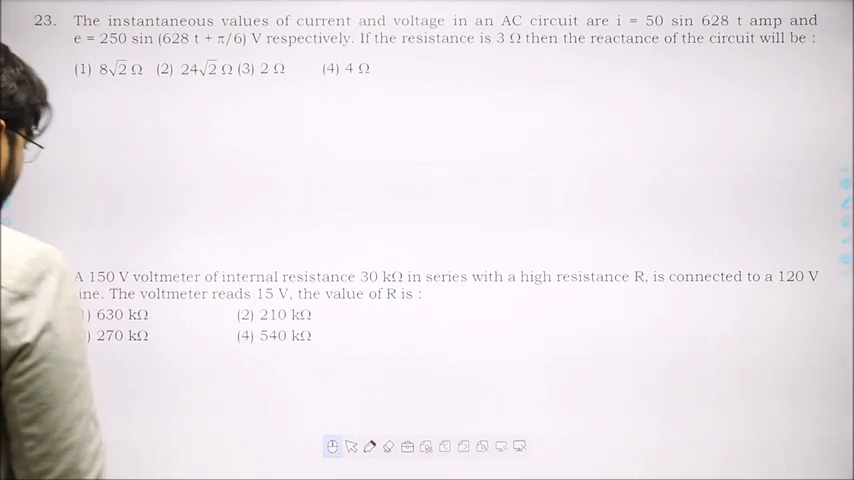 23. The instantaneous values of current and voltage in an AC circuit are i = 50 sin 628 t amp and
e = 250 sin (628 t + π/6) V respectively. If the resistance is 3 Ω then the reactance of the circuit will be :
(1) 8√2 Ω (2) 24√2 Ω (3) 2 Ω (4) 4 Ω
A 150 V voltmeter of internal resistance 30 kΩ in series with a high resistance R, is connected to a 120 V
ine. The voltmeter reads 15 V, the value of R is :
) 630 kΩ (2) 210 kΩ
) 270 kΩ (4) 540 kΩ